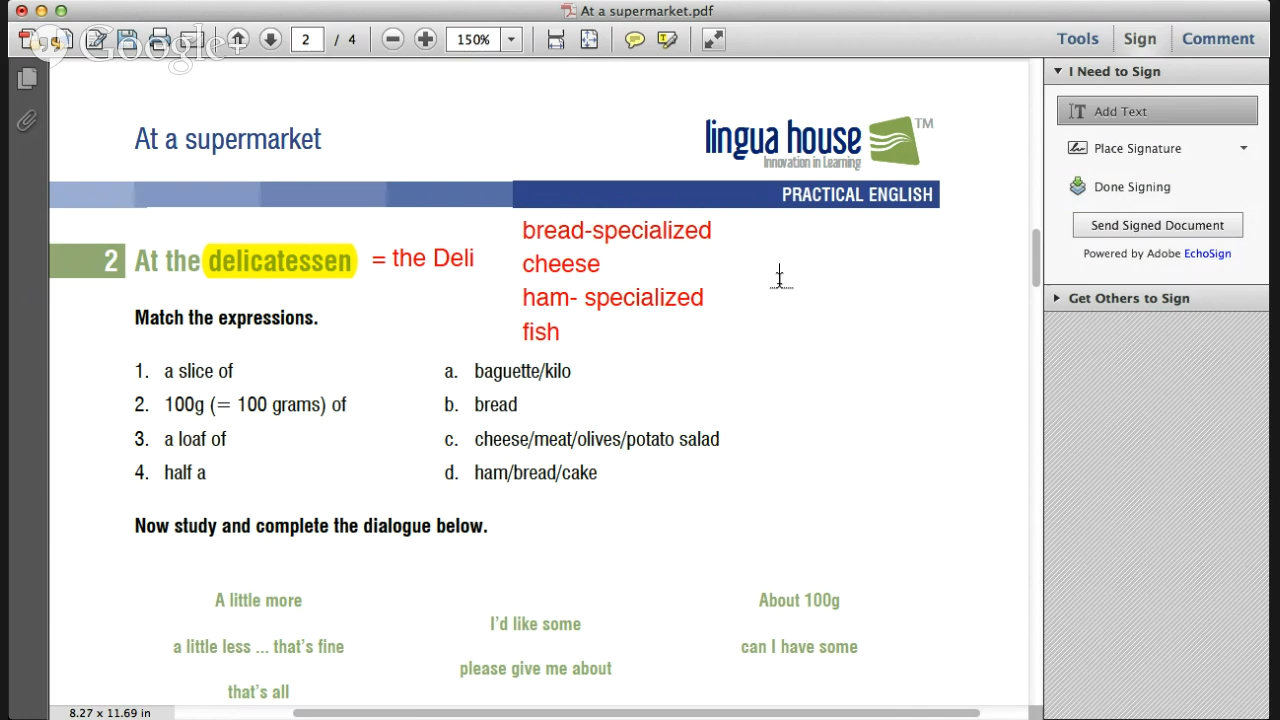 At a supermarket.pdf
Google+
2 / 4
150%
Tools
Sign
Comment
At a supermarket
lingua house TM
Innovation in Learning
PRACTICAL ENGLISH
2 At the delicatessen = the Deli
bread-specialized
cheese
ham- specialized
fish
Match the expressions.
1. a slice of a. baguette/kilo
2. 100g (= 100 grams) of b. bread
3. a loaf of c. cheese/meat/olives/potato salad
4. half a d. ham/bread/cake
Now study and complete the dialogue below.
A little more
I'd like some
About 100g
a little less ... that's fine
please give me about
can I have some
that's all
8.27 x 11.69 in
I Need to Sign
Add Text
Place Signature
Done Signing
Send Signed Document
Powered by Adobe EchoSign
Get Others to Sign